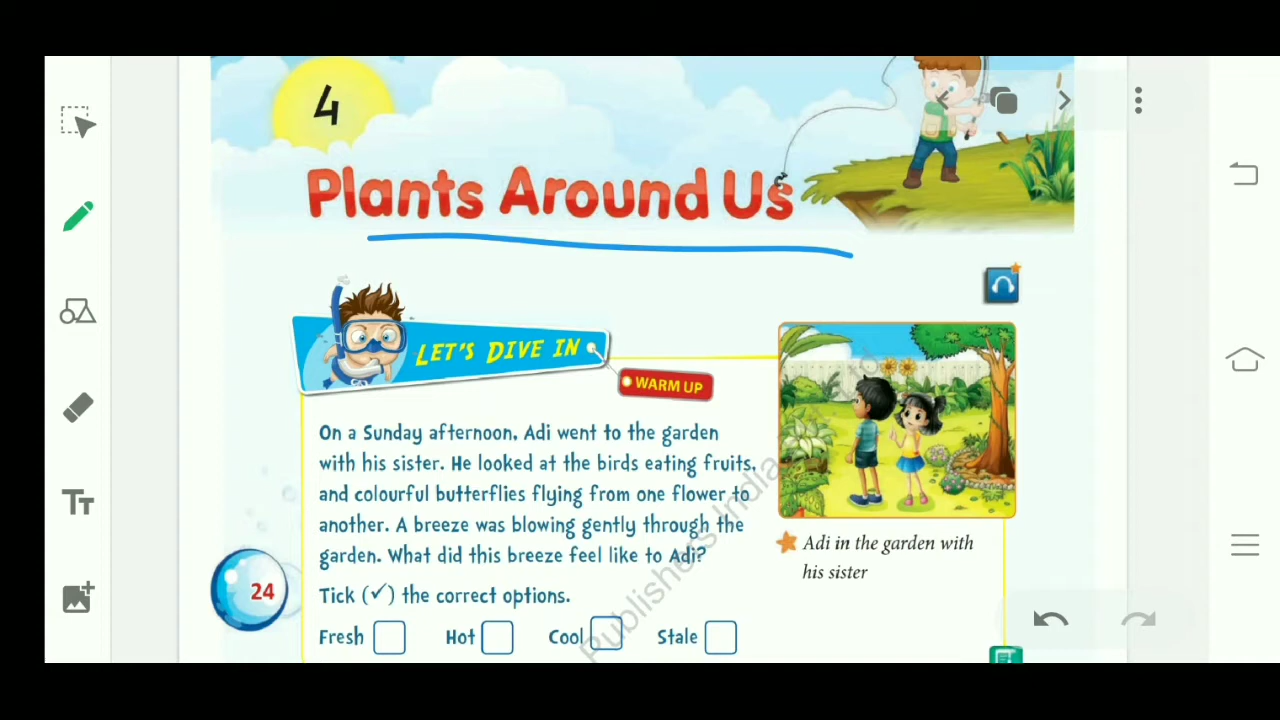 4
Plants Around Us
LET'S DIVE IN
WARM UP
On a Sunday afternoon, Adi went to the garden
with his sister. He looked at the birds eating fruits,
and colourful butterflies flying from one flower to
another. A breeze was blowing gently through the
garden. What did this breeze feel like to Adi?
Tick (✓) the correct options.
Fresh Hot Cool Stale
Adi in the garden with
his sister
24
Publishers India
Tt